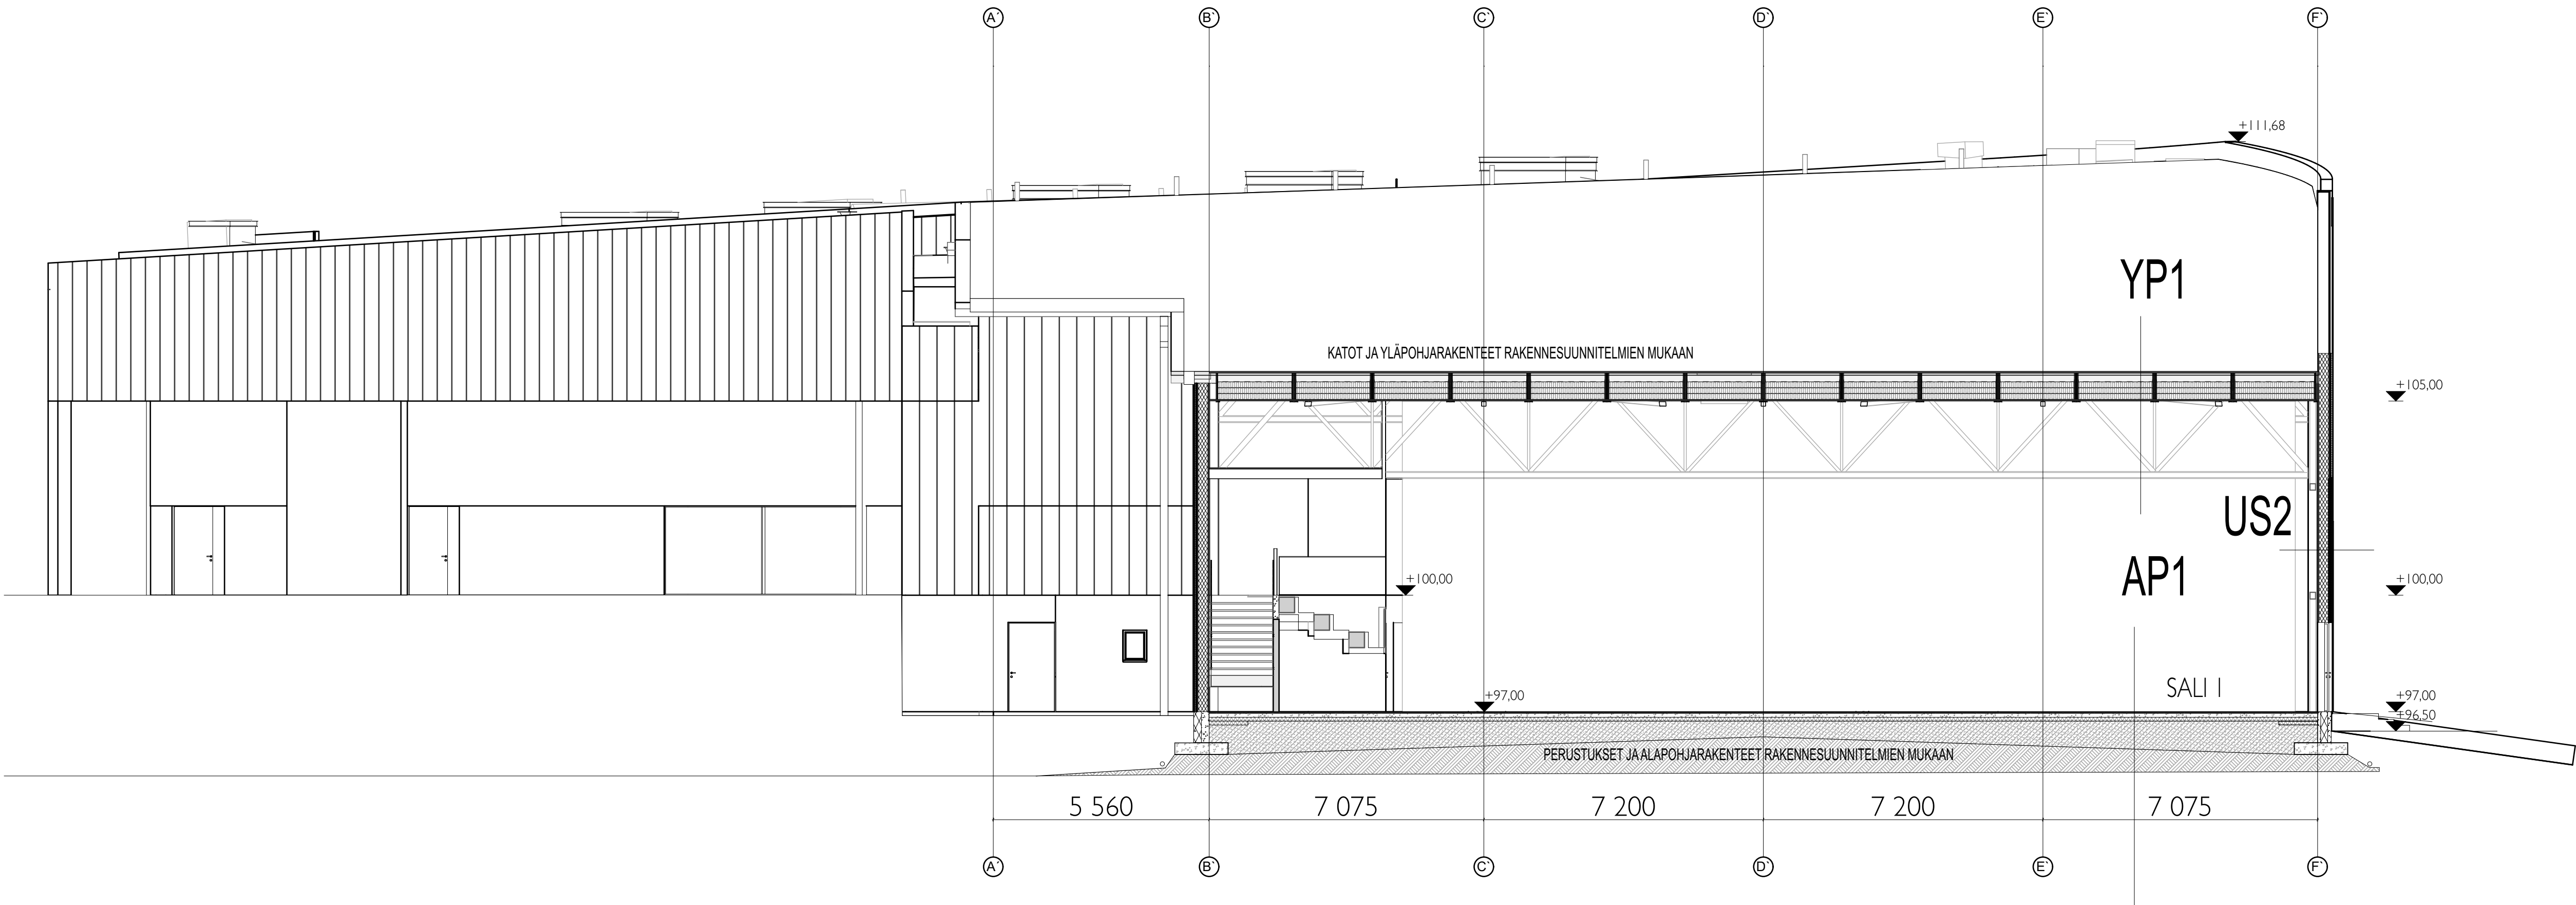 A´ B` C` D` E` F`
+111,68
YP1
KATOT JA YLÄPOHJARAKENTEET RAKENNESUUNNITELMIEN MUKAAN
+105,00
US2
AP1
+100,00
+100,00
SALI 1
+97,00
+97,00
+96,50
PERUSTUKSET JA ALAPOHJARAKENTEET RAKENNESUUNNITELMIEN MUKAAN
5 560 7 075 7 200 7 200 7 075
A´ B` C` D` E` F`